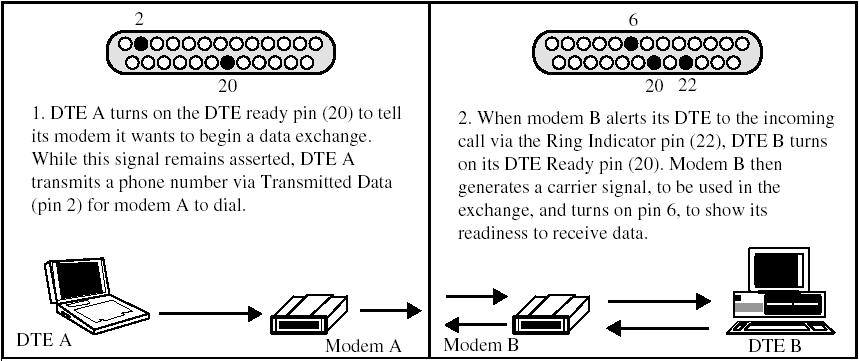 2
20
1. DTE A turns on the DTE ready pin (20) to tell
its modem it wants to begin a data exchange.
While this signal remains asserted, DTE A
transmits a phone number via Transmitted Data
(pin 2) for modem A to dial.
DTE A
Modem A
6
20 22
2. When modem B alerts its DTE to the incoming
call via the Ring Indicator pin (22), DTE B turns
on its DTE Ready pin (20). Modem B then
generates a carrier signal, to be used in the
exchange, and turns on pin 6, to show its
readiness to receive data.
Modem B
DTE B